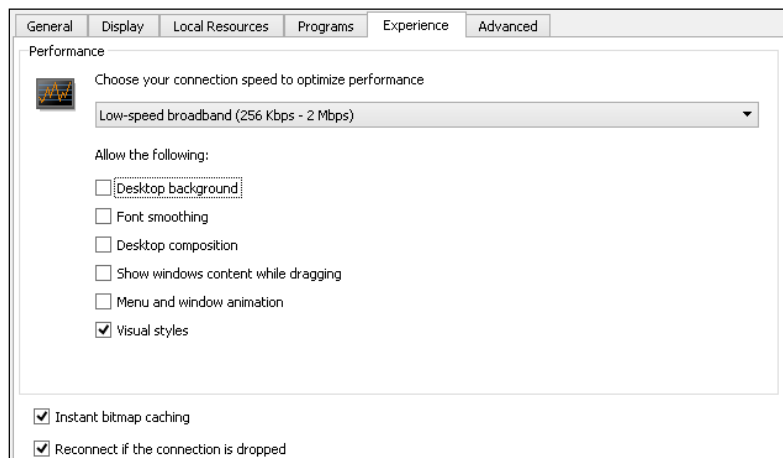 General Display Local Resources Programs Experience Advanced
Performance
Choose your connection speed to optimize performance
Low-speed broadband (256 Kbps - 2 Mbps)
Allow the following:
Desktop background
Font smoothing
Desktop composition
Show windows content while dragging
Menu and window animation
Visual styles
Instant bitmap caching
Reconnect if the connection is dropped